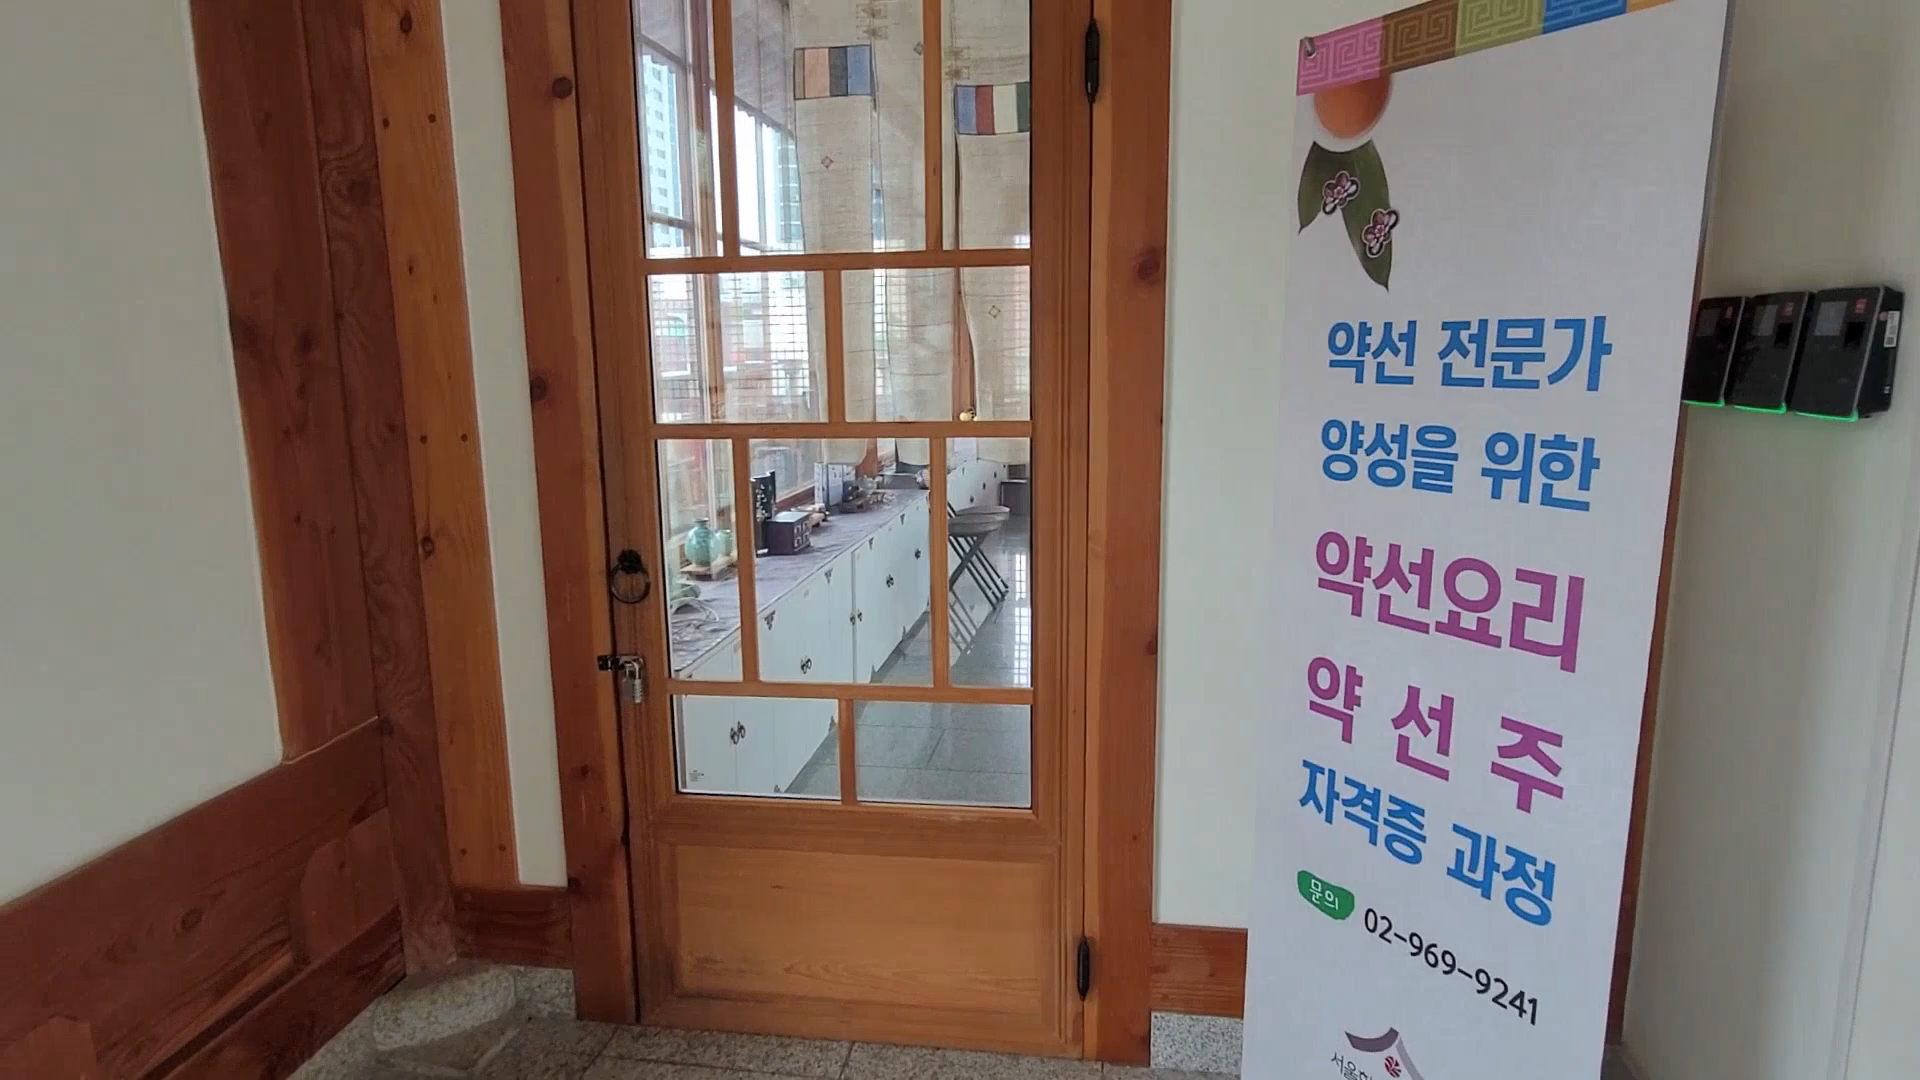 약선 전문가
양성을 위한
약선요리
약 선 주
자격증 과정
문의 02-969-9241